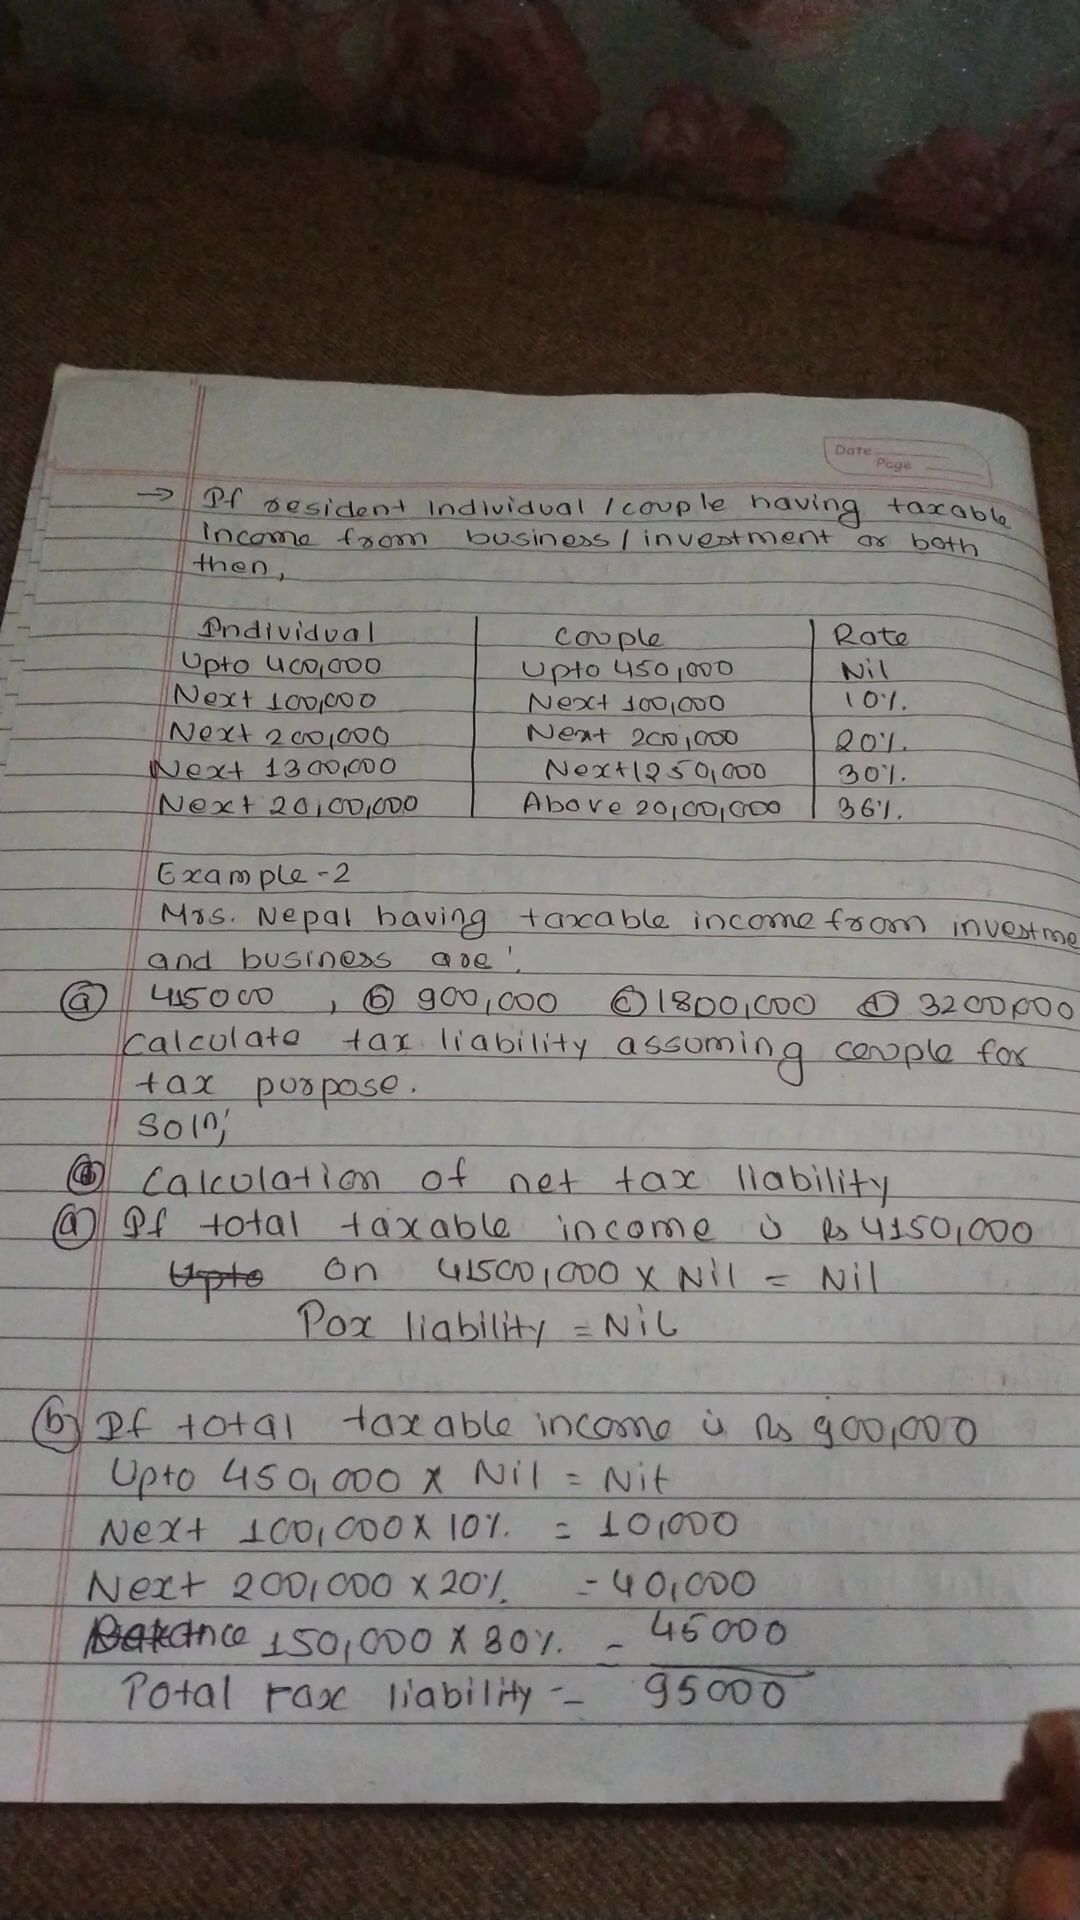 Date
Page
→ If resident Individual / couple having taxable
income from business / investment or both
then,
Individual Couple Rate
Upto 400,000 Upto 450,000 Nil
Next 100,000 Next 100,000 10%.
Next 200,000 Next 200,000 20%.
Next 1300,000 Next 1250,000 30%.
Next 20,00,000 Above 20,00,000 36%.
Example-2
Mrs. Nepal having taxable income from investme
and business are',
ⓐ 415000 , ⓑ 900,000 ⓒ 1800,000 ⓓ 3200,000
Calculate tax liability assuming couple for
tax purpose.
Soln;
Calculation of net tax liability
ⓐ If total taxable income is Rs 4150,000
Upto On 41500,000 x Nil = Nil
Tax liability = Nil
ⓑ If total taxable income is Rs 900,000
Upto 450,000 x Nil = Nil
Next 100,000 x 10%. = 10,000
Next 200,000 x 20%. = 40,000
Balance 150,000 x 30%. = 45000
Total Tax liability = 95000